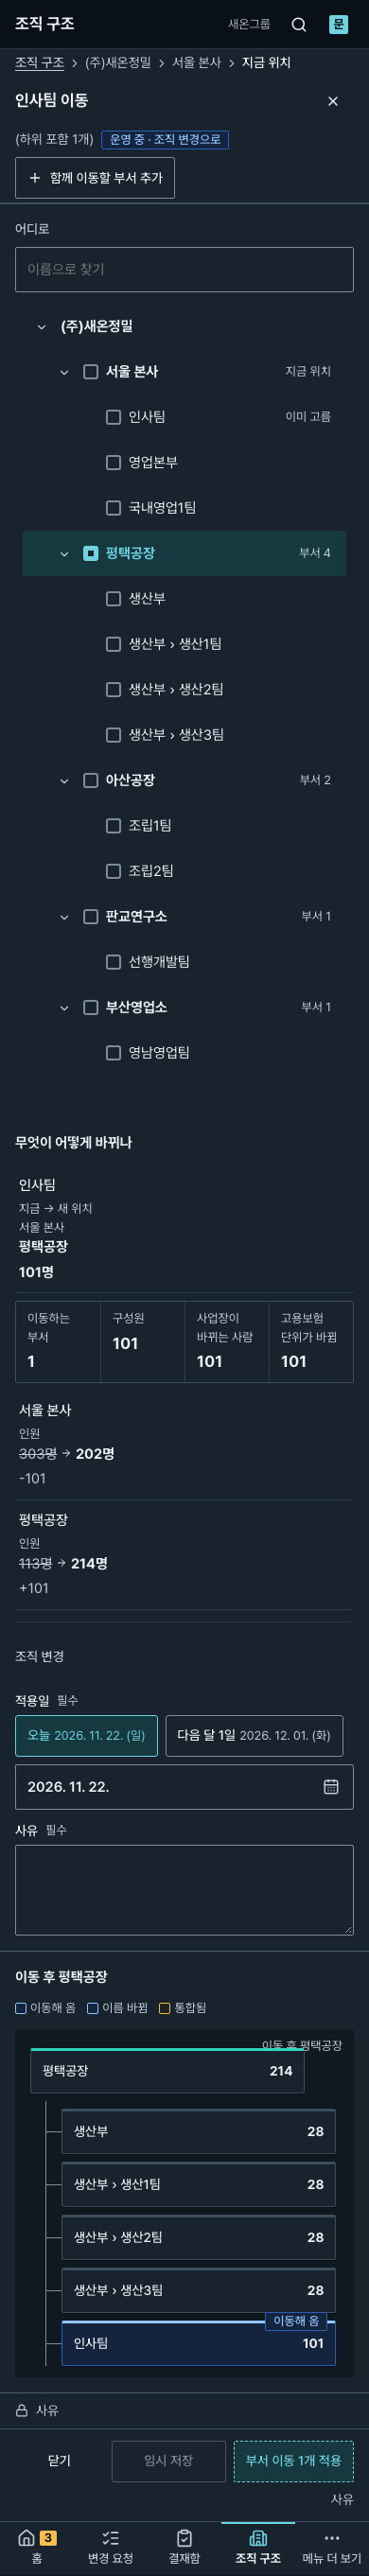 조직 구조 새온그룹 문
조직 구조 > (주)새온정밀 > 서울 본사 > 지금 위치
인사팀 이동
(하위 포함 1개) 운영 중 · 조직 변경으로
+ 함께 이동할 부서 추가
어디로
이름으로 찾기
(주)새온정밀
서울 본사 지금 위치
인사팀 이미 고름
영업본부
국내영업1팀
평택공장 부서 4
생산부
생산부 › 생산1팀
생산부 › 생산2팀
생산부 › 생산3팀
아산공장 부서 2
조립1팀
조립2팀
판교연구소 부서 1
선행개발팀
부산영업소 부서 1
영남영업팀
무엇이 어떻게 바뀌나
인사팀
지금 → 새 위치
서울 본사
평택공장
101명
이동하는 부서 1
구성원 101
사업장이 바뀌는 사람 101
고용보험 단위가 바뀜 101
서울 본사
인원
303명 → 202명
-101
평택공장
인원
113명 → 214명
+101
조직 변경
적용일 필수
오늘 2026. 11. 22. (일) 다음 달 1일 2026. 12. 01. (화)
2026. 11. 22.
사유 필수
이동 후 평택공장
이동해 옴 이름 바뀜 통합됨
이동 후 평택공장
평택공장 214
생산부 28
생산부 › 생산1팀 28
생산부 › 생산2팀 28
생산부 › 생산3팀 28
이동해 옴
인사팀 101
사유
닫기 임시 저장 부서 이동 1개 적용
사유
3
홈 변경 요청 결재함 조직 구조 메뉴 더 보기